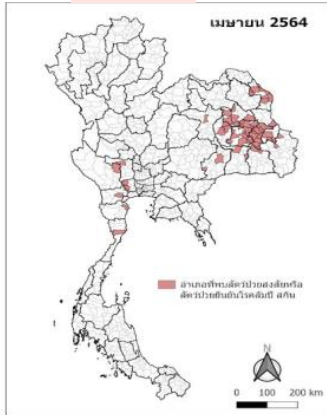 เมษายน 2564
อำเภอที่พบสัตว์ป่วยสงสัยหรือ
สัตว์ป่วยยืนยันโรคลัมปี สกิน
N
0 100 200 km